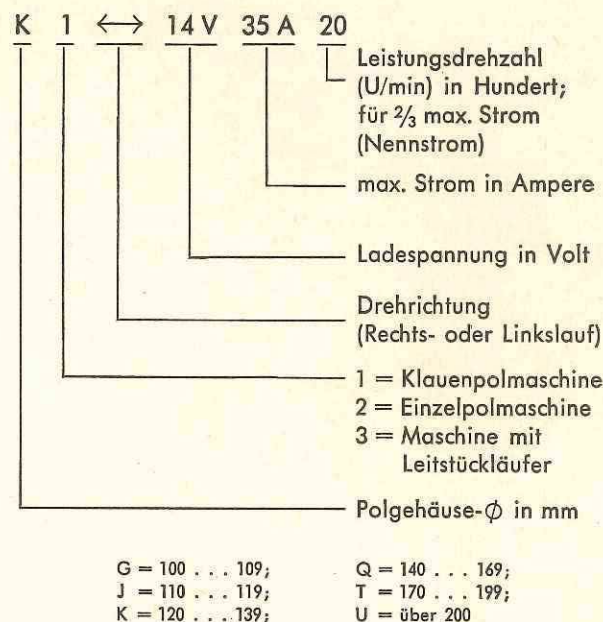 K 1 ↔ 14 V 35 A 20
Leistungsdrehzahl
(U/min) in Hundert;
für 2/3 max. Strom
(Nennstrom)
max. Strom in Ampere
Ladespannung in Volt
Drehrichtung
(Rechts- oder Linkslauf)
1 = Klauenpolmaschine
2 = Einzelpolmaschine
3 = Maschine mit
Leitstückläufer
Polgehäuse-ϕ in mm
G = 100 . . . 109; Q = 140 . . . 169;
J = 110 . . . 119; T = 170 . . . 199;
K = 120 . . . 139; U = über 200